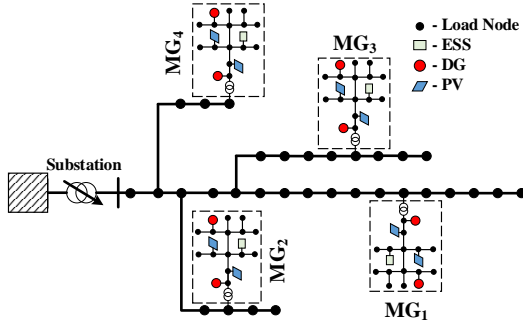 MG4
MG3
- Load Node
- ESS
- DG
- PV
Substation
MG2
MG1